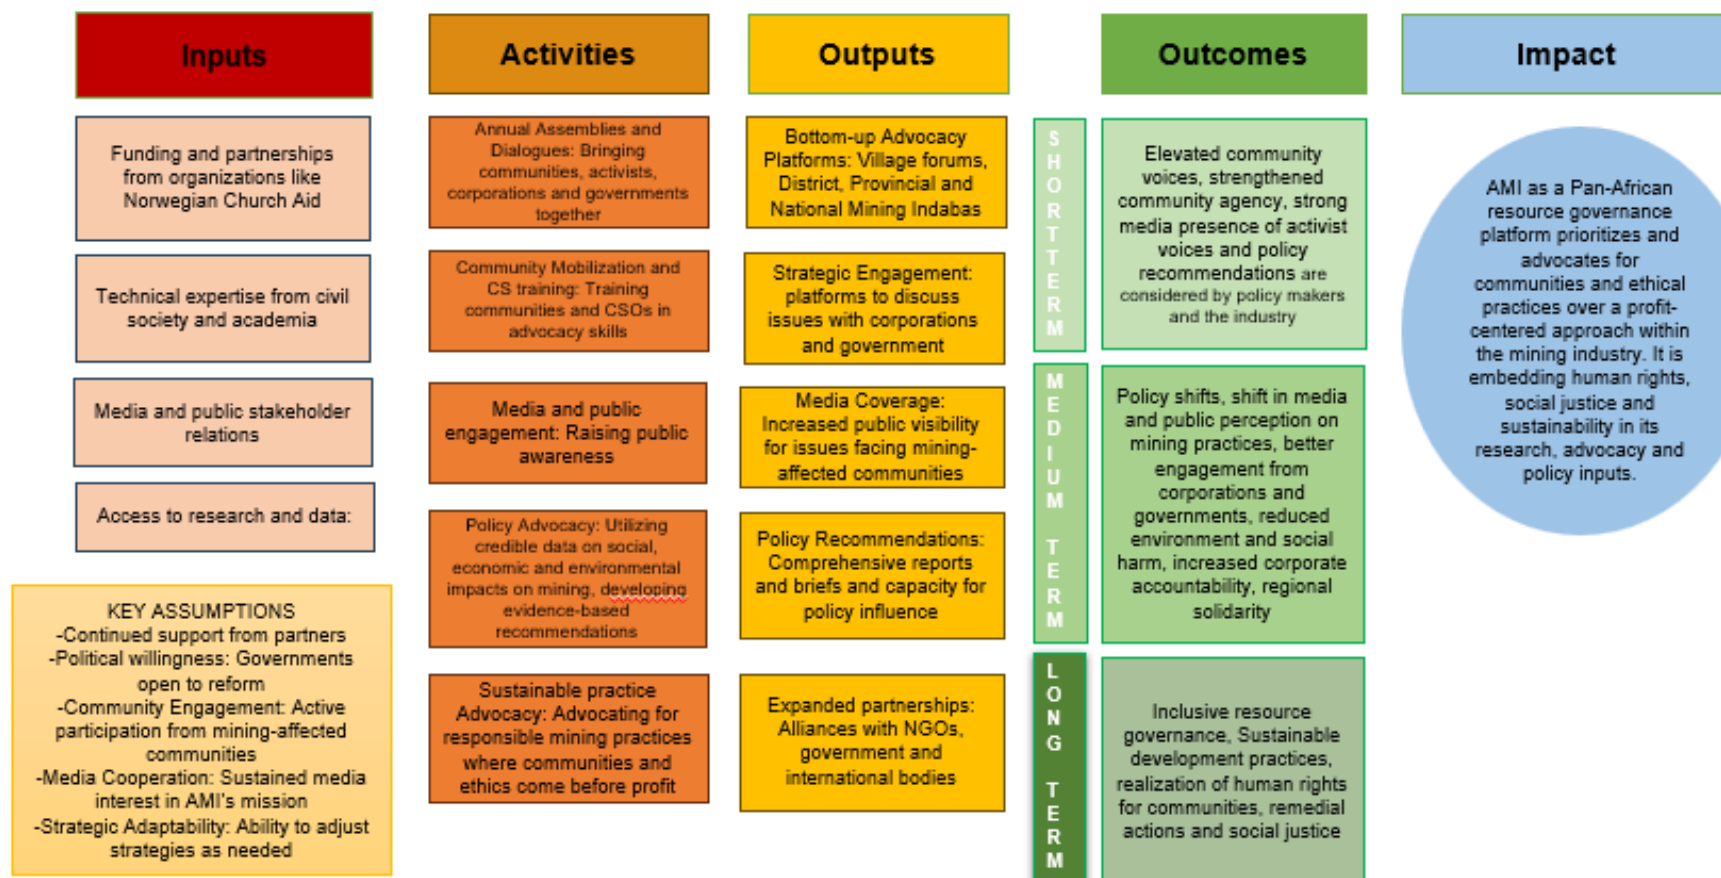 Inputs
Funding and partnerships
from organizations like
Norwegian Church Aid
Technical expertise from civil
society and academia
Media and public stakeholder
relations
Access to research and data:
KEY ASSUMPTIONS
-Continued support from partners
-Political willingness: Governments
open to reform
-Community Engagement: Active
participation from mining-affected
communities
-Media Cooperation: Sustained media
interest in AMI's mission
-Strategic Adaptability: Ability to adjust
strategies as needed
Activities
Annual Assemblies and
Dialogues: Bringing
communities, activists,
corporations and governments
together
Community Mobilization and
CS training: Training
communities and CSOs in
advocacy skills
Media and public
engagement: Raising public
awareness
Policy Advocacy: Utilizing
credible data on social,
economic and environmental
impacts on mining, developing
evidence-based
recommendations
Sustainable practice
Advocacy: Advocating for
responsible mining practices
where communities and
ethics come before profit
Outputs
Bottom-up Advocacy
Platforms: Village forums,
District, Provincial and
National Mining Indabas
Strategic Engagement:
platforms to discuss
issues with corporations
and government
Media Coverage:
Increased public visibility
for issues facing mining-
affected communities
Policy Recommendations:
Comprehensive reports
and briefs and capacity for
policy influence
Expanded partnerships:
Alliances with NGOs,
government and
international bodies
Outcomes
SHORTTERM
Elevated community
voices, strengthened
community agency, strong
media presence of activist
voices and policy
recommendations are
considered by policy makers
and the industry
MEDIUM TERM
Policy shifts, shift in media
and public perception on
mining practices, better
engagement from
corporations and
governments, reduced
environment and social
harm, increased corporate
accountability, regional
solidarity
LONG TERM
Inclusive resource
governance, Sustainable
development practices,
realization of human rights
for communities, remedial
actions and social justice
Impact
AMI as a Pan-African
resource governance
platform prioritizes and
advocates for
communities and ethical
practices over a profit-
centered approach within
the mining industry. It is
embedding human rights,
social justice and
sustainability in its
research, advocacy and
policy inputs.